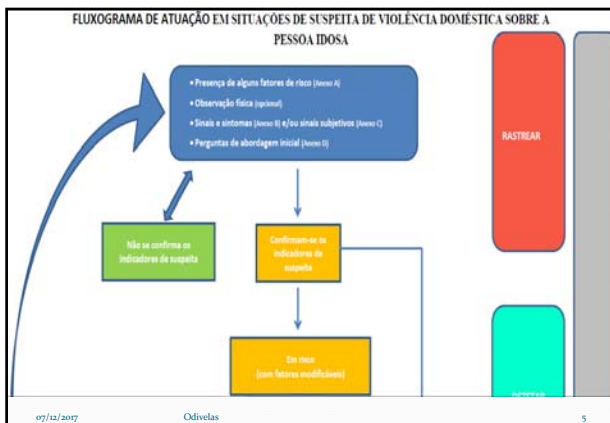 FLUXOGRAMA DE ATUAÇÃO EM SITUAÇÕES DE SUSPEITA DE VIOLÊNCIA DOMÉSTICA SOBRE A
PESSOA IDOSA
• Presença de alguns fatores de risco (Anexo A)
• Observação física (opcional)
• Sinais e sintomas (Anexo B) e/ou sinais subjetivos (Anexo C)
• Perguntas de abordagem inicial (Anexo D)
RASTREAR
Não se confirma os
indicadores de suspeita
Confirmam-se os
indicadores de
suspeita
Em risco
(com fatores modificáveis)
DETETAR
07/12/2017
Odivelas
5